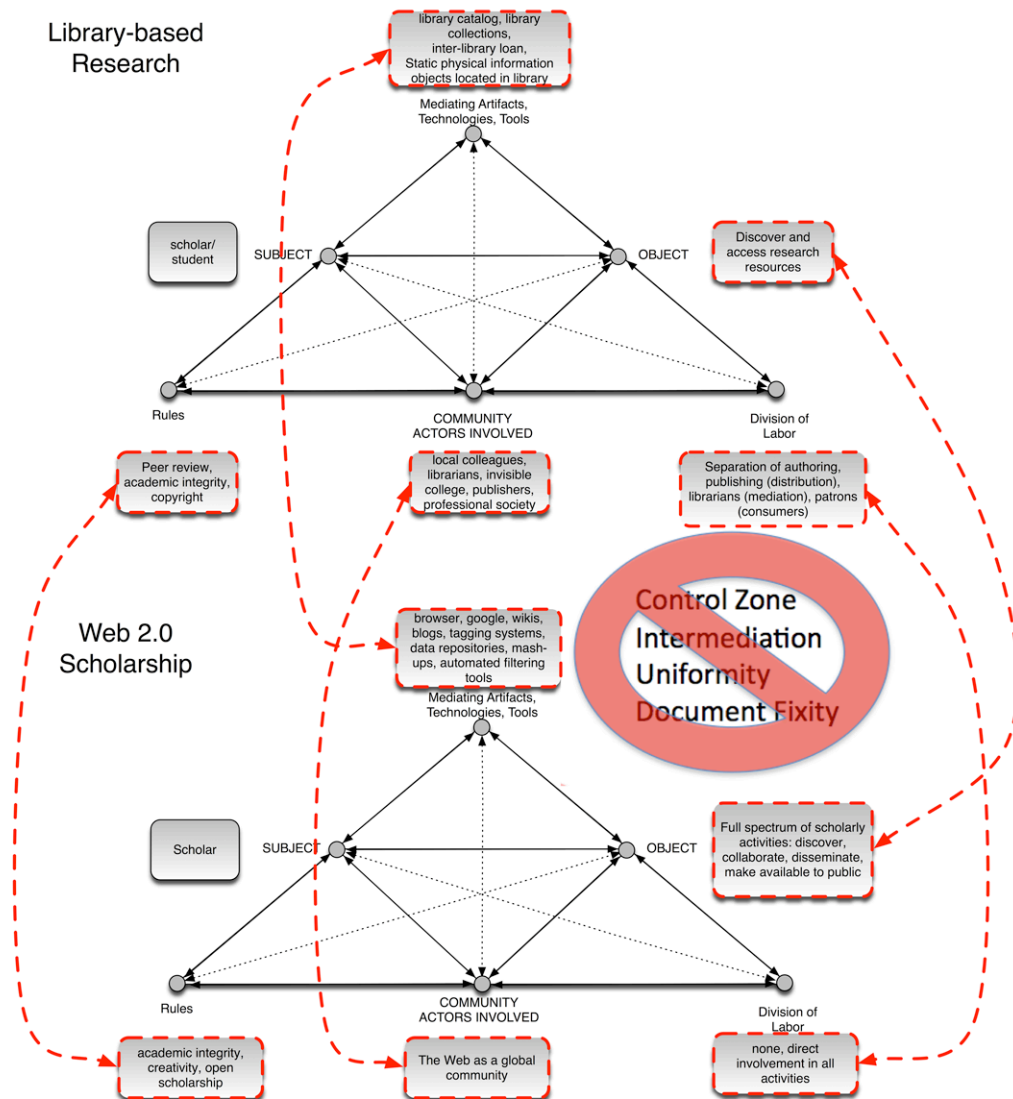 Library-based
Research
library catalog, library
collections,
inter-library loan,
Static physical information
objects located in library
Mediating Artifacts,
Technologies, Tools
scholar/
student
SUBJECT
OBJECT
Discover and
access research
resources
Rules
COMMUNITY
ACTORS INVOLVED
Division of
Labor
Peer review,
academic integrity,
copyright
local colleagues,
librarians, invisible
college, publishers,
professional society
Separation of authoring,
publishing (distribution),
librarians (mediation), patrons
(consumers)
Control Zone
Intermediation
Uniformity
Document Fixity
Web 2.0
Scholarship
browser, google, wikis,
blogs, tagging systems,
data repositories, mash-
ups, automated filtering
tools
Mediating Artifacts,
Technologies, Tools
Scholar
SUBJECT
OBJECT
Full spectrum of scholarly
activities: discover,
collaborate, disseminate,
make available to public
Rules
COMMUNITY
ACTORS INVOLVED
Division of
Labor
academic integrity,
creativity, open
scholarship
The Web as a global
community
none, direct
involvement in all
activities